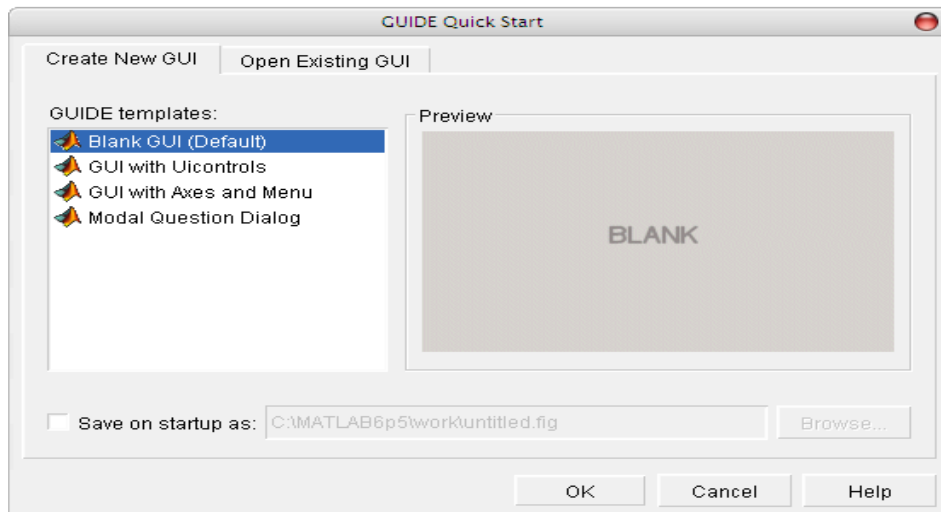 GUIDE Quick Start
Create New GUI
Open Existing GUI
GUIDE templates:
Blank GUI (Default)
GUI with Uicontrols
GUI with Axes and Menu
Modal Question Dialog
Preview
BLANK
Save on startup as:
C:\MATLAB6p5\work\untitled.fig
Browse...
OK
Cancel
Help